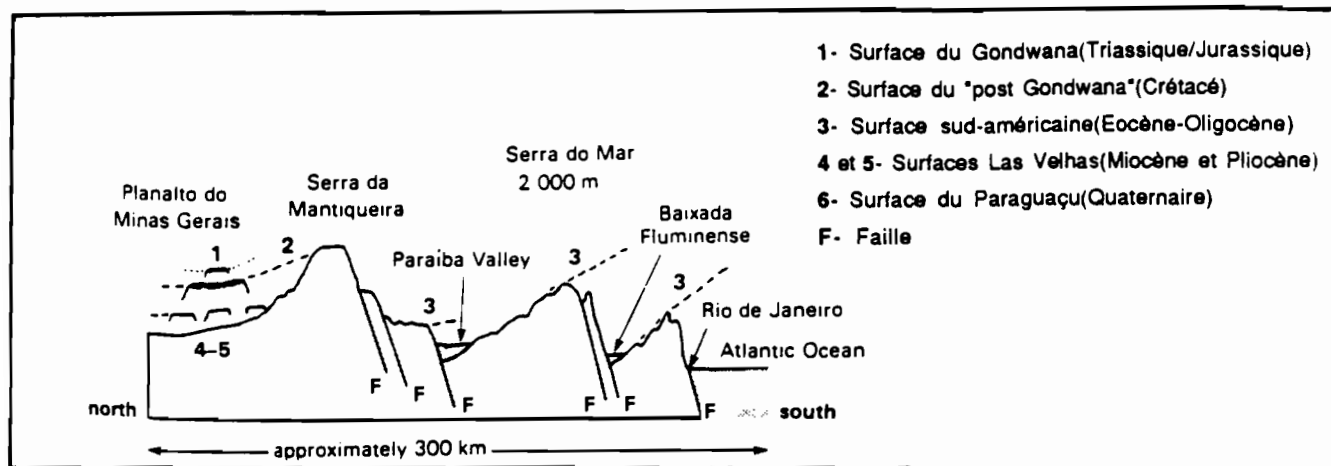 1- Surface du Gondwana(Triassique/Jurassique)
2- Surface du "post Gondwana"(Crétacé)
3- Surface sud-américaine(Eocène-Oligocène)
4 et 5- Surfaces Las Velhas(Miocène et Pliocène)
6- Surface du Paraguaçu(Quaternaire)
F- Faille
Serra do Mar
2 000 m
Planalto do
Minas Gerais
Serra da
Mantiqueira
Baixada
Fluminense
1
2
Paraiba Valley
3
3
3
Rio de Janeiro
Atlantic Ocean
4-5
F
F
F
F
F
F
north
south
approximately 300 km